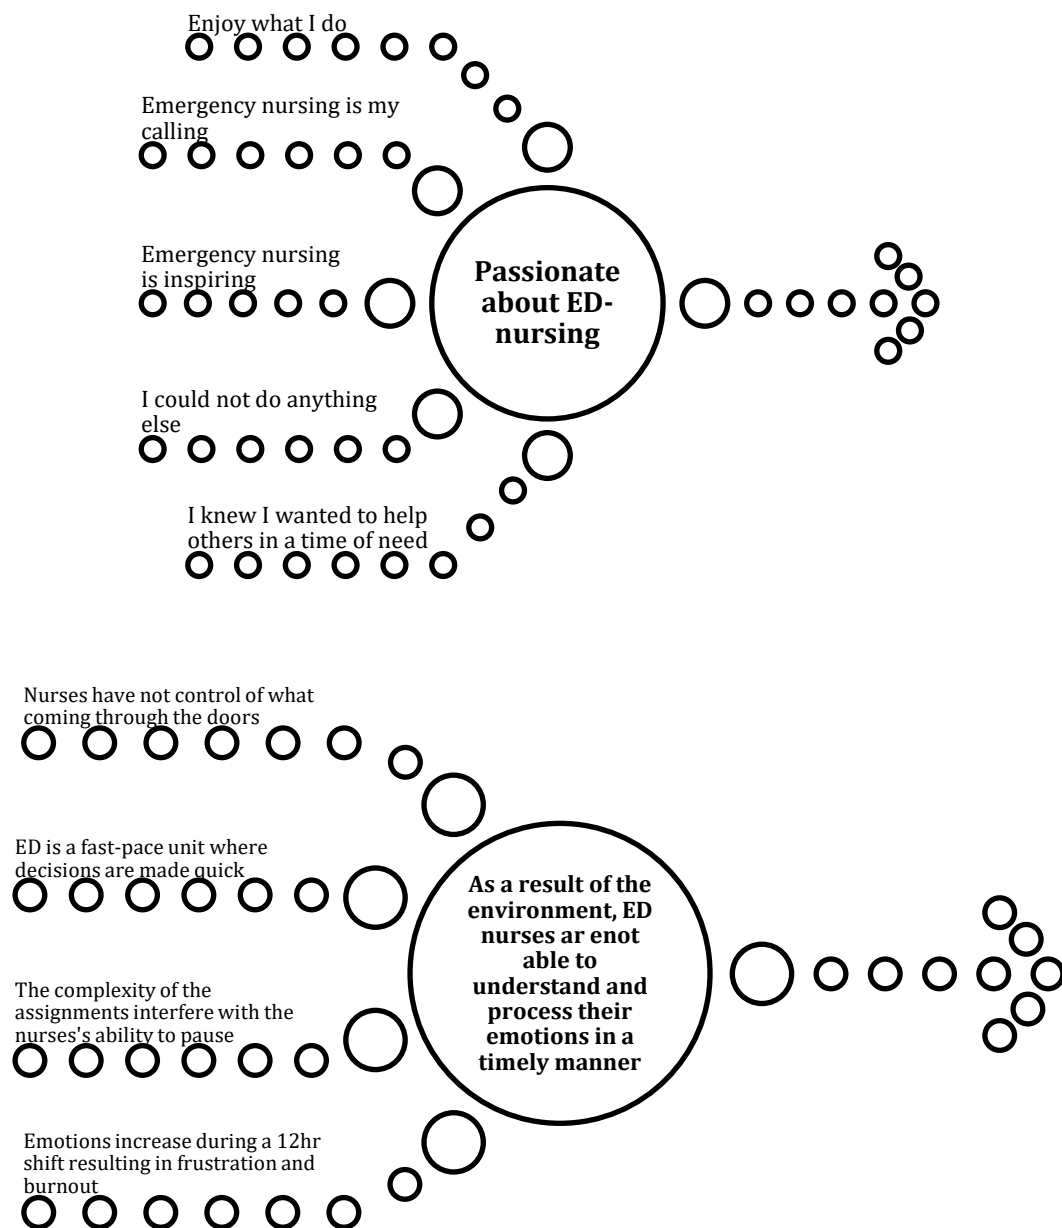 Enjoy what I do
Emergency nursing is my
calling
Emergency nursing
is inspiring
I could not do anything
else
I knew I wanted to help
others in a time of need
Passionate
about ED-
nursing
Nurses have not control of what
coming through the doors
ED is a fast-pace unit where
decisions are made quick
The complexity of the
assignments interfere with the
nurses's ability to pause
Emotions increase during a 12hr
shift resulting in frustration and
burnout
As a result of the
environment, ED
nurses ar enot
able to
understand and
process their
emotions in a
timely manner